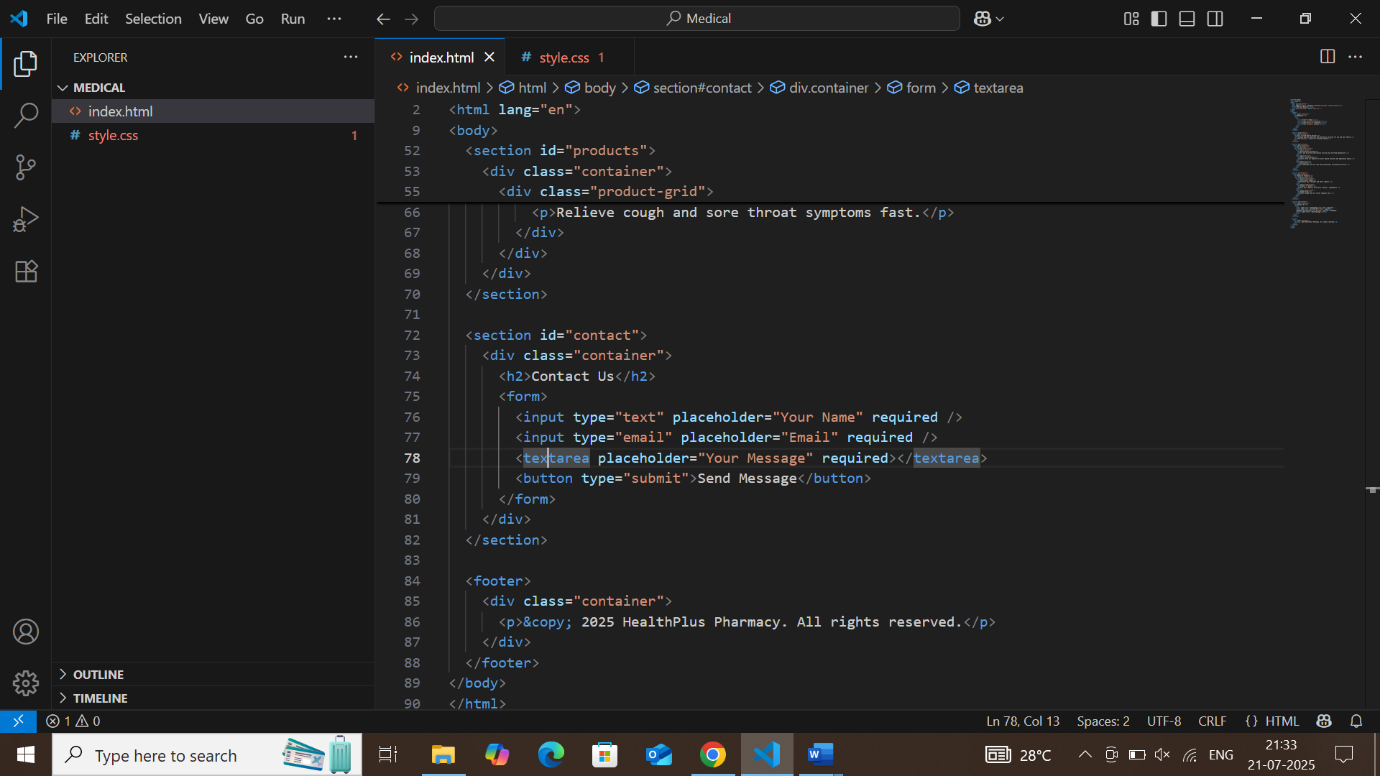 File Edit Selection View Go Run ··· Medical
EXPLORER ···
MEDICAL
index.html
style.css 1
OUTLINE
TIMELINE
index.html
# style.css 1
index.html > html > body > section#contact > div.container > form > textarea
2 <html lang="en">
9 <body>
52 <section id="products">
53 <div class="container">
55 <div class="product-grid">
66 <p>Relieve cough and sore throat symptoms fast.</p>
67 </div>
68 </div>
69 </div>
70 </section>
71
72 <section id="contact">
73 <div class="container">
74 <h2>Contact Us</h2>
75 <form>
76 <input type="text" placeholder="Your Name" required />
77 <input type="email" placeholder="Email" required />
78 <textarea placeholder="Your Message" required></textarea>
79 <button type="submit">Send Message</button>
80 </form>
81 </div>
82 </section>
83
84 <footer>
85 <div class="container">
86 <p>&copy; 2025 HealthPlus Pharmacy. All rights reserved.</p>
87 </div>
88 </footer>
89 </body>
90 </html>
1 0 Ln 78, Col 13 Spaces: 2 UTF-8 CRLF {} HTML
Type here to search 28°C ENG 21:33
21-07-2025